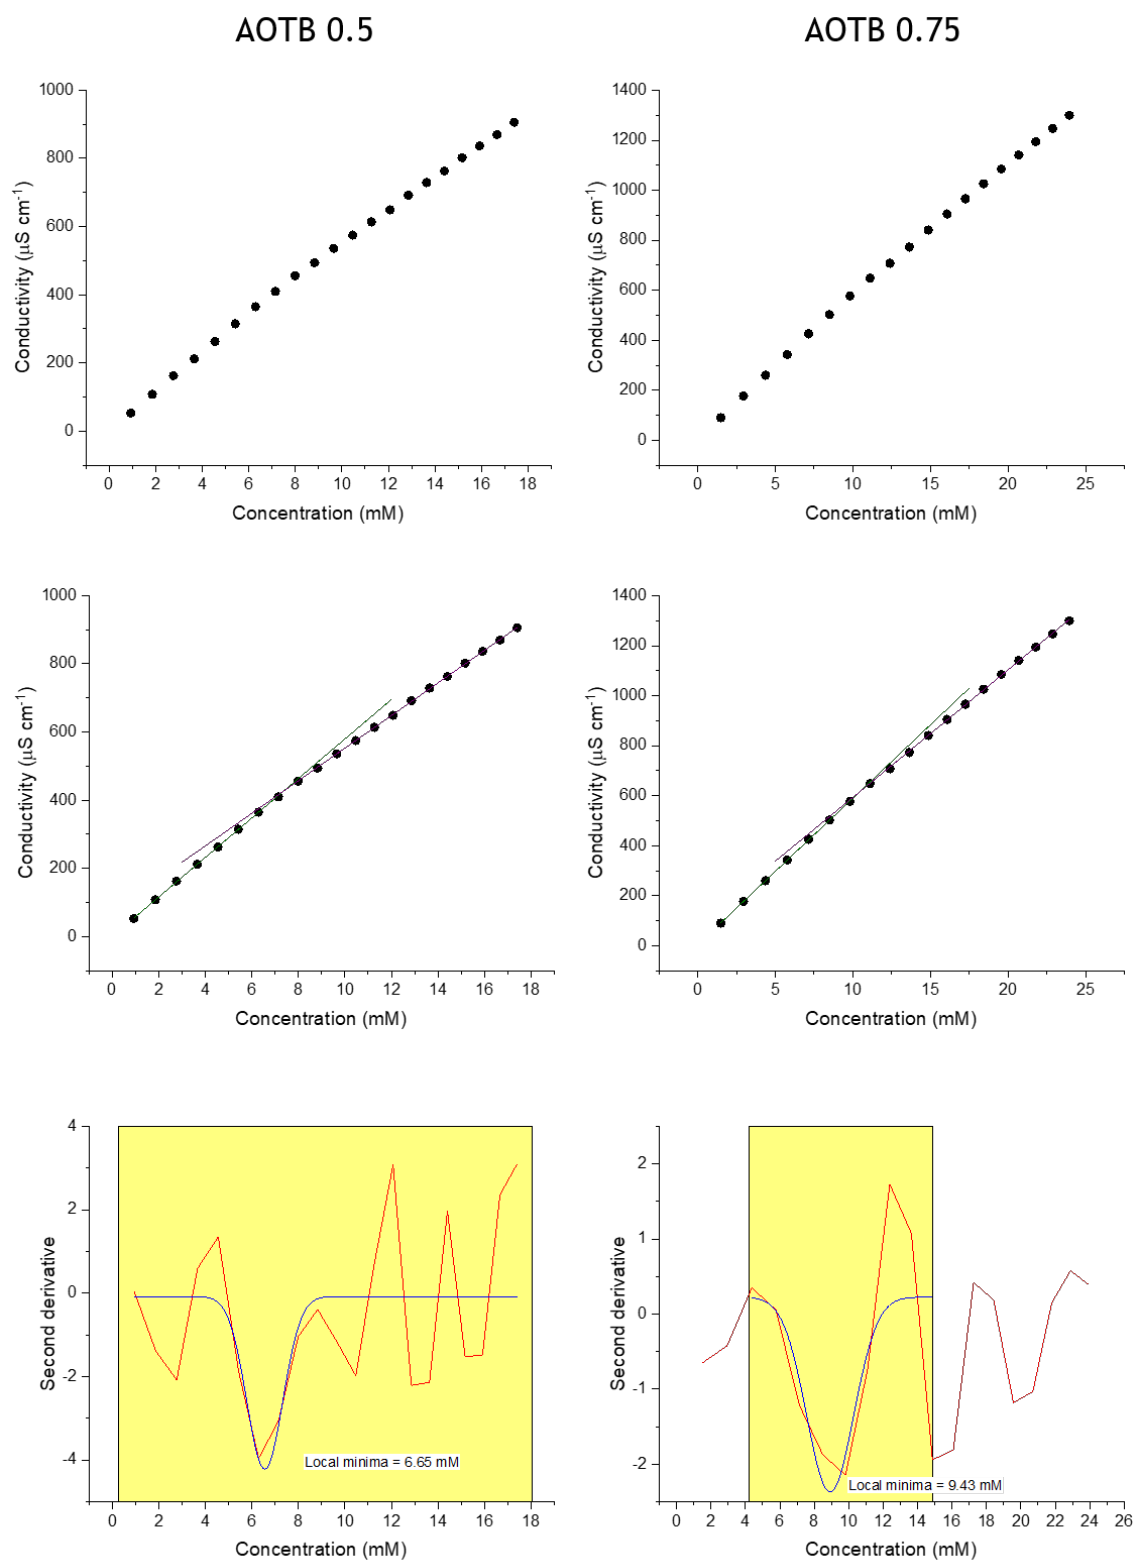 AOTB 0.5
AOTB 0.75
1000
800
600
400
200
0
Conductivity (μS cm⁻¹)
0 2 4 6 8 10 12 14 16 18
Concentration (mM)
1400
1200
1000
800
600
400
200
0
Conductivity (μS cm⁻¹)
0 5 10 15 20 25
Concentration (mM)
1000
800
600
400
200
0
Conductivity (μS cm⁻¹)
0 2 4 6 8 10 12 14 16 18
Concentration (mM)
1400
1200
1000
800
600
400
200
0
Conductivity (μS cm⁻¹)
0 5 10 15 20 25
Concentration (mM)
4
2
0
-2
-4
Second derivative
Local minima = 6.65 mM
0 2 4 6 8 10 12 14 16 18
Concentration (mM)
2
1
0
-1
-2
Second derivative
Local minima = 9.43 mM
0 2 4 6 8 10 12 14 16 18 20 22 24 26
Concentration (mM)